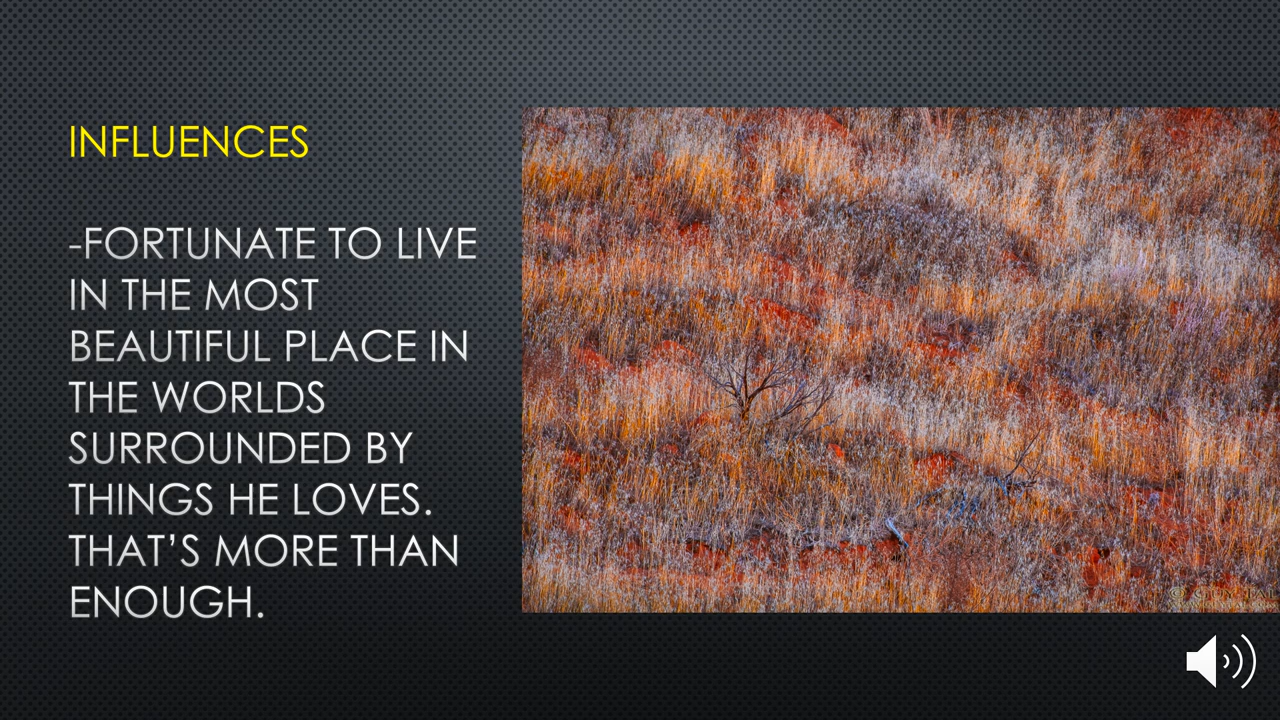 INFLUENCES
-FORTUNATE TO LIVE
IN THE MOST
BEAUTIFUL PLACE IN
THE WORLDS
SURROUNDED BY
THINGS HE LOVES.
THAT’S MORE THAN
ENOUGH.